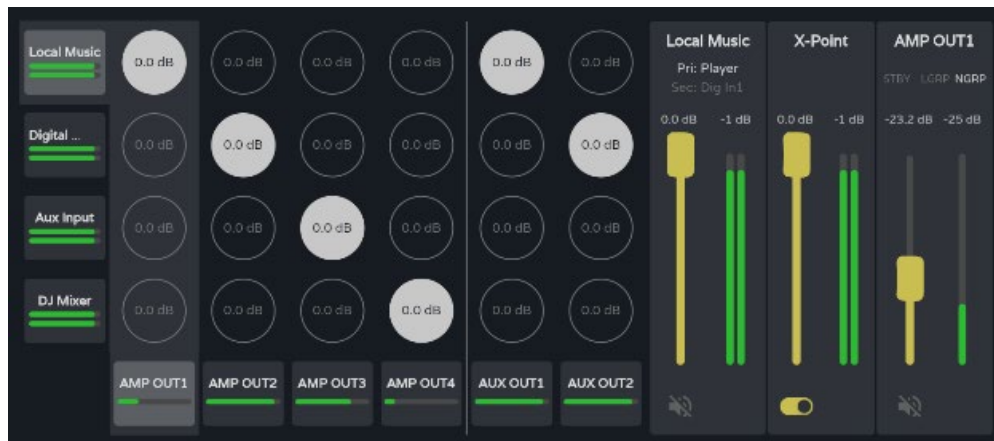 Local Music
0.0 dB 0.0 dB 0.0 dB 0.0 dB 0.0 dB 0.0 dB
Digital ...
0.0 dB 0.0 dB 0.0 dB 0.0 dB 0.0 dB 0.0 dB
Aux Input
0.0 dB 0.0 dB 0.0 dB 0.0 dB 0.0 dB 0.0 dB
DJ Mixer
0.0 dB 0.0 dB 0.0 dB 0.0 dB 0.0 dB 0.0 dB
AMP OUT1 AMP OUT2 AMP OUT3 AMP OUT4 AUX OUT1 AUX OUT2
Local Music
Pri: Player
Sec: Dig In1
0.0 dB -1 dB
X-Point
0.0 dB -1 dB
AMP OUT1
STBY LGRP NGRP
-23.2 dB -25 dB